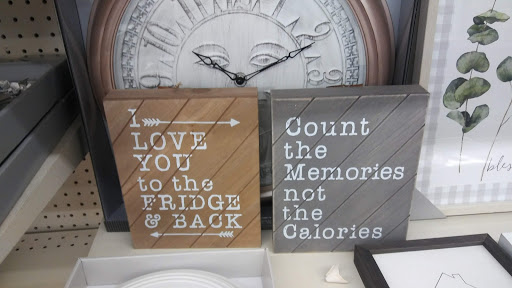 I
LOVE
YOU
to the
FRIDGE
& BACK
Count
the
Memories
not
the
Calories